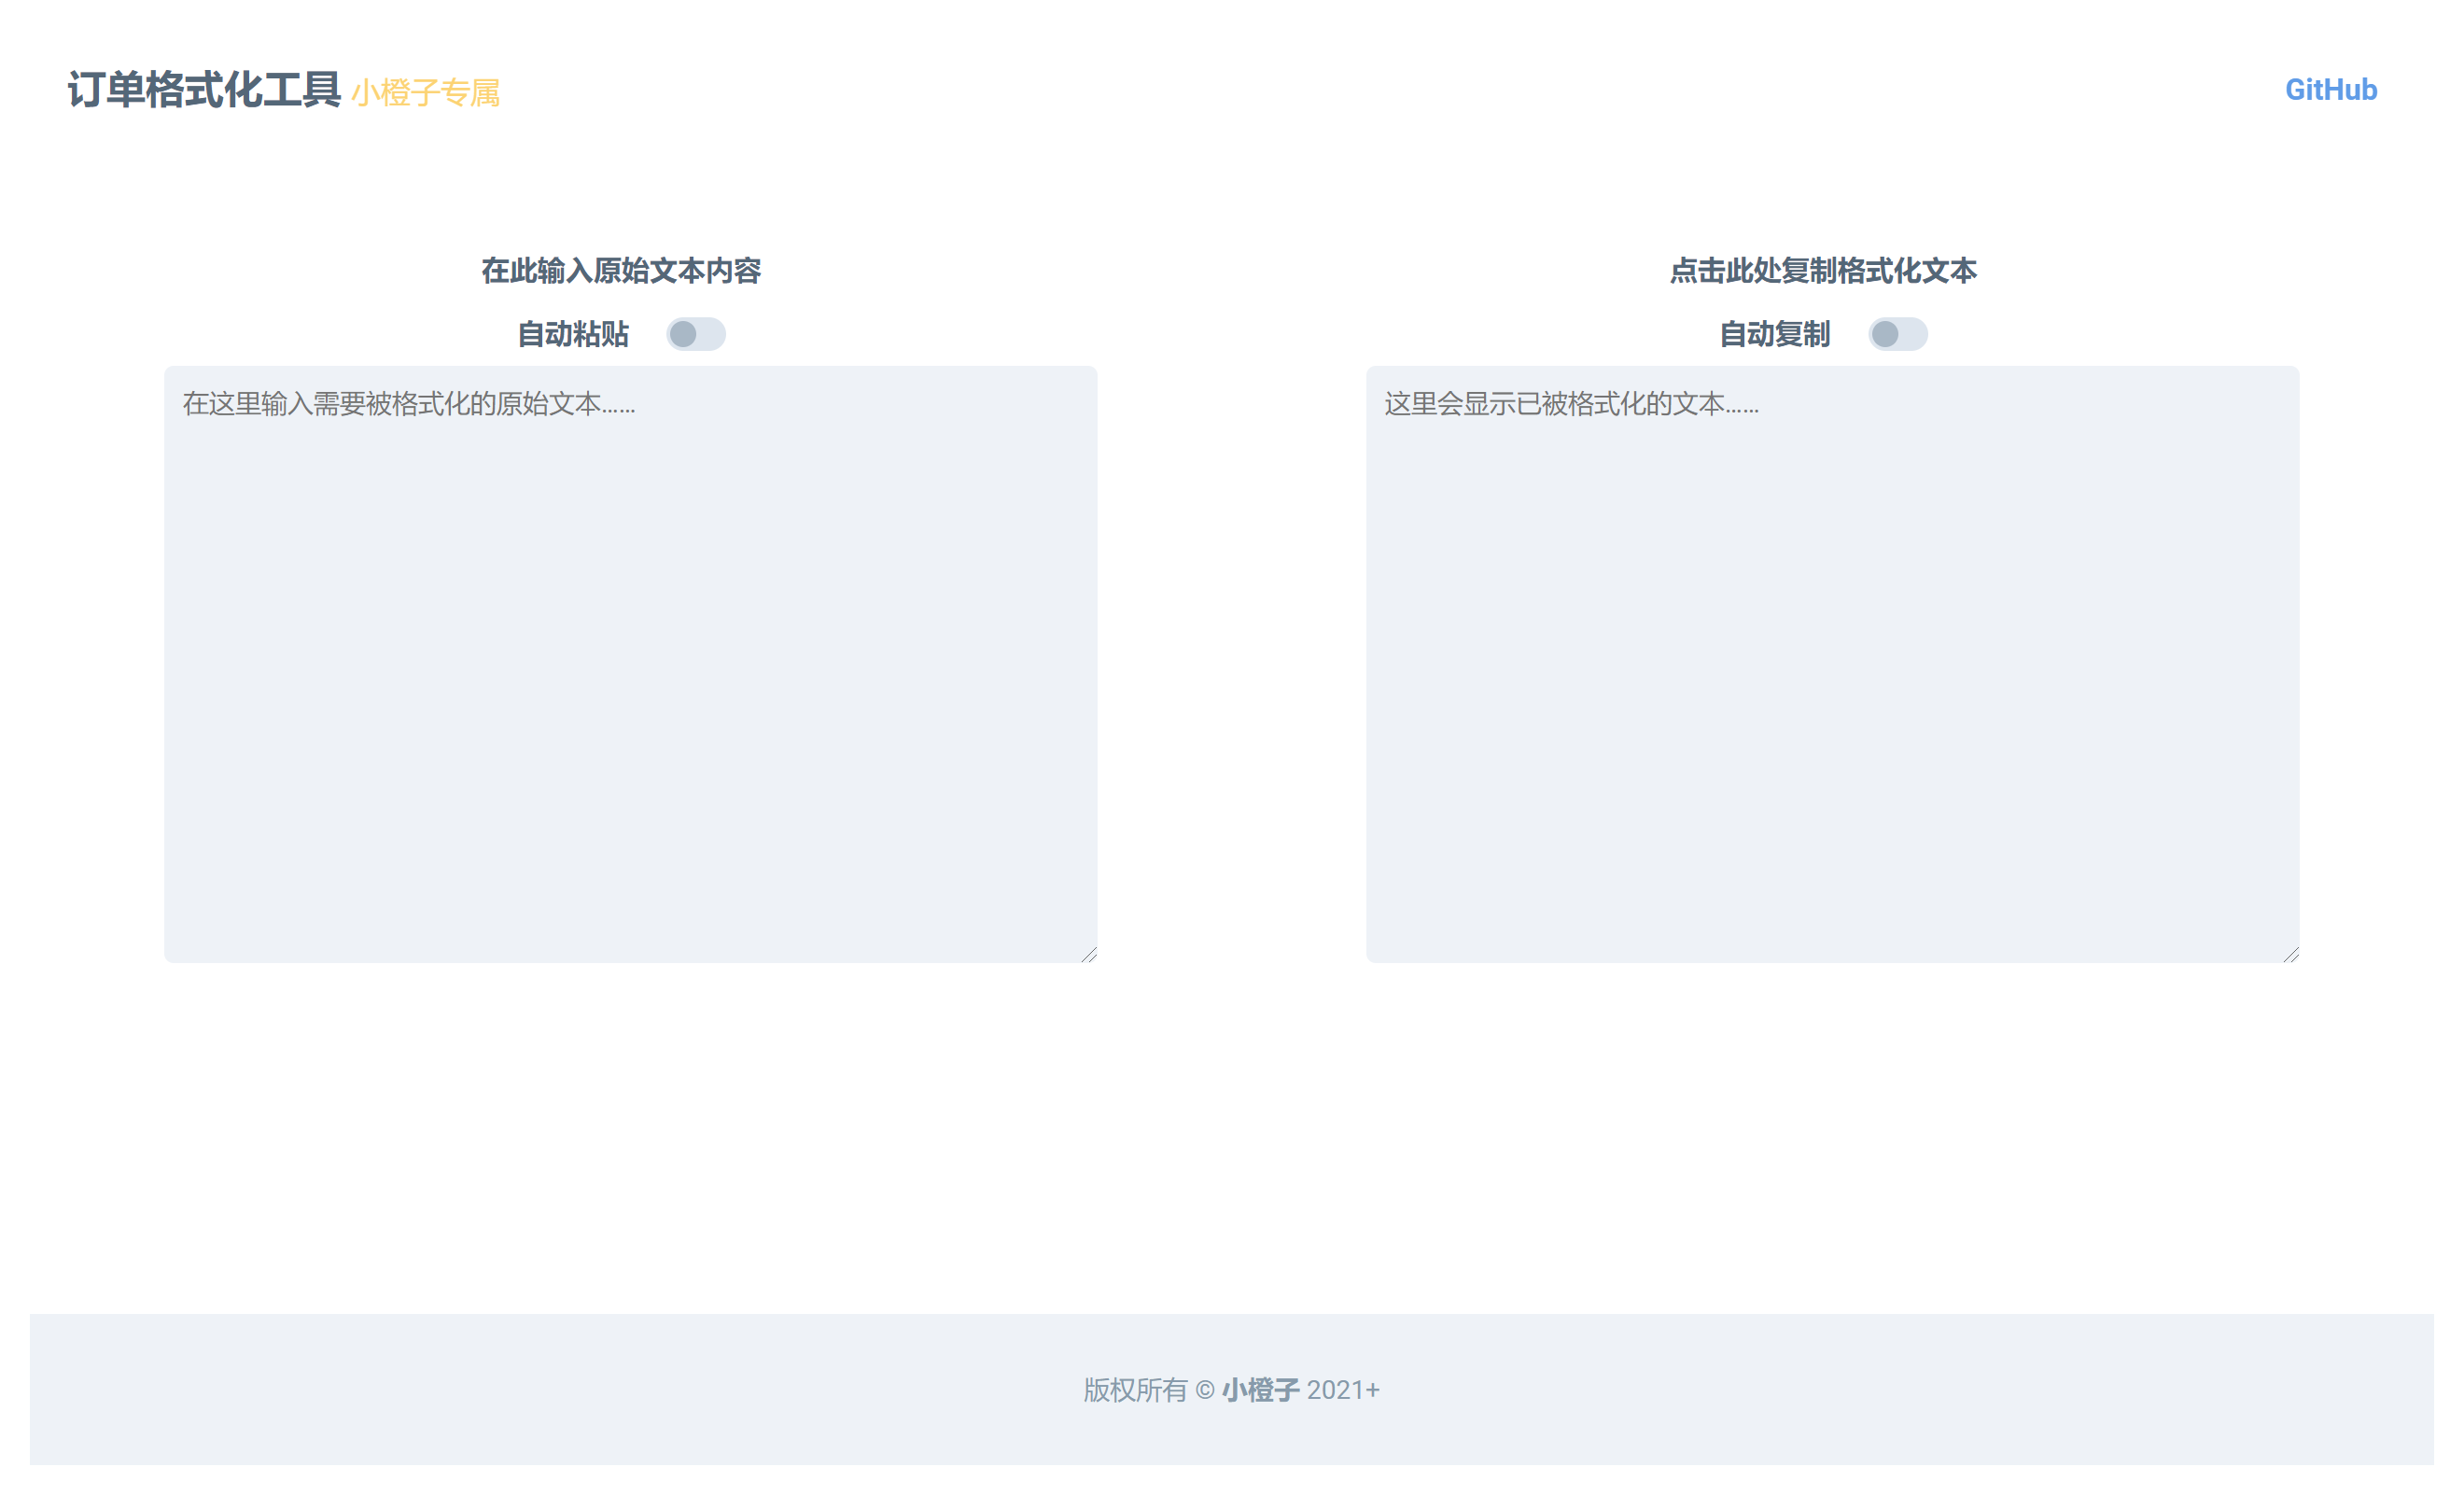 订单格式化工具 小橙子专属
GitHub
在此输入原始文本内容
自动粘贴
在这里输入需要被格式化的原始文本……
点击此处复制格式化文本
自动复制
这里会显示已被格式化的文本……
版权所有 © 小橙子 2021+